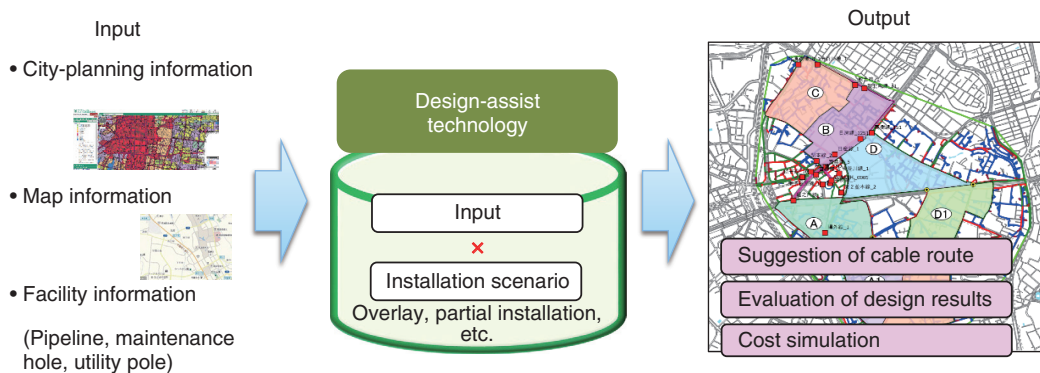 Input
• City-planning information
• Map information
• Facility information
(Pipeline, maintenance
hole, utility pole)
Design-assist
technology
Input
×
Installation scenario
Overlay, partial installation,
etc.
Output
C
B
D
D1
A
Suggestion of cable route
Evaluation of design results
Cost simulation